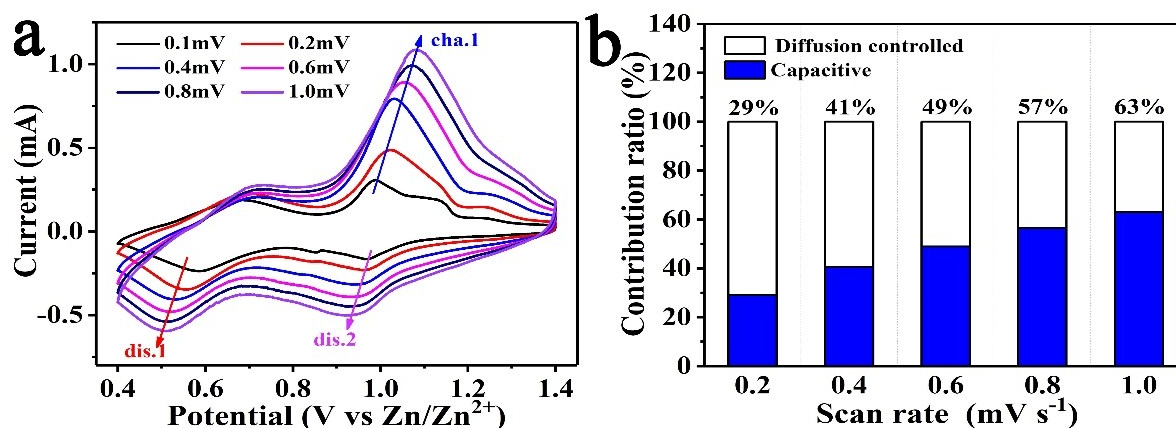 a
0.1mV 0.2mV
0.4mV 0.6mV
0.8mV 1.0mV
cha.1
dis.1
dis.2
Current (mA)
1.0
0.5
0.0
-0.5
0.4 0.6 0.8 1.0 1.2 1.4
Potential (V vs Zn/Zn²⁺)
b
Diffusion controlled
Capacitive
29% 41% 49% 57% 63%
Contribution ratio (%)
140
120
100
80
60
40
20
0
0.2 0.4 0.6 0.8 1.0
Scan rate (mV s⁻¹)